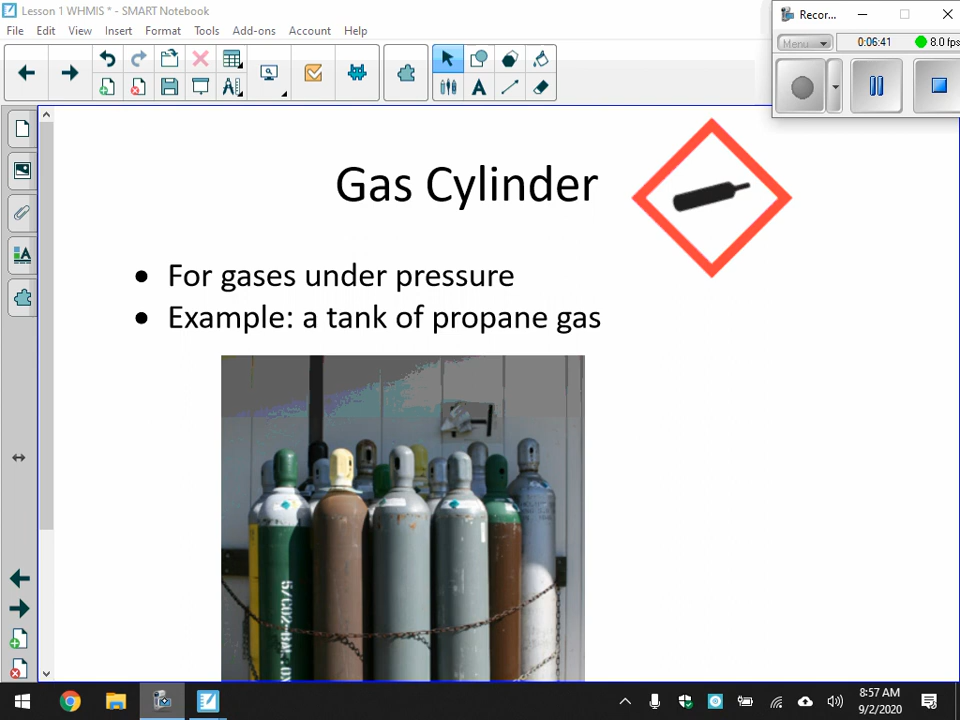 Lesson 1 WHMIS * - SMART Notebook
File Edit View Insert Format Tools Add-ons Account Help
Recor...
Menu
0:06:41
8.0 fps
Gas Cylinder
• For gases under pressure
• Example: a tank of propane gas
8:57 AM
9/2/2020